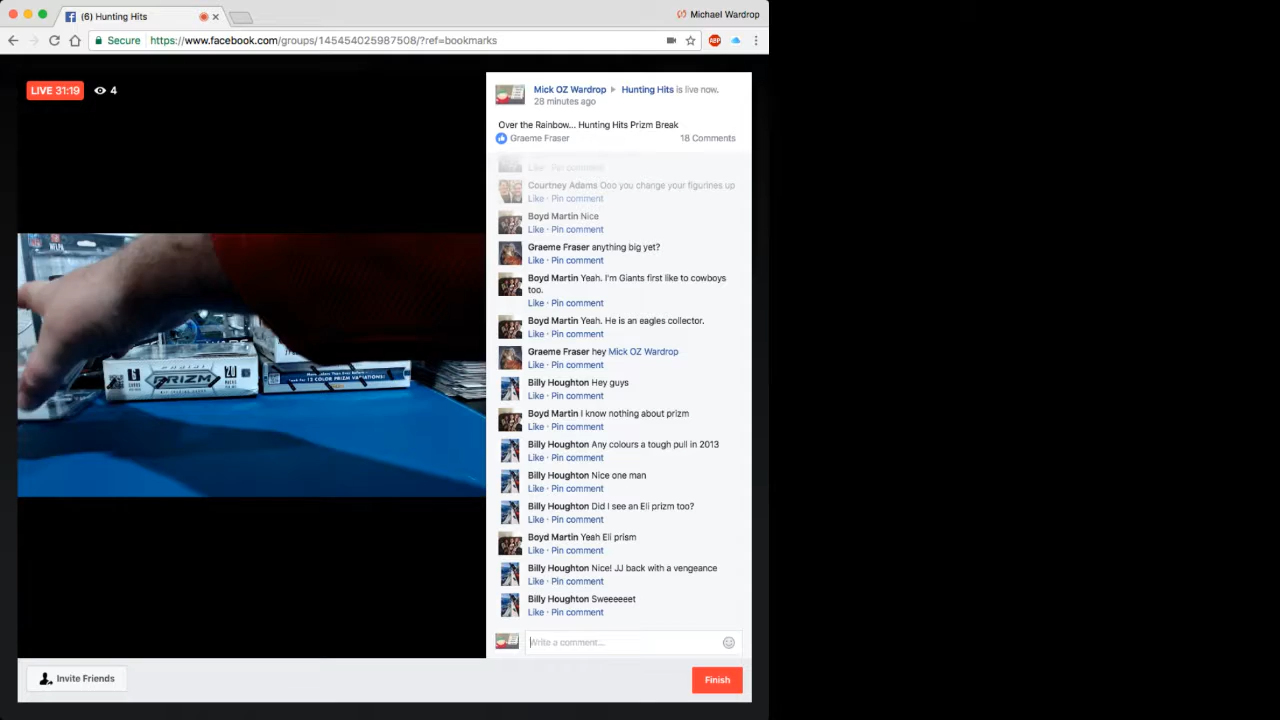 (6) Hunting Hits
Michael Wardrop
Secure https://www.facebook.com/groups/145454025987508/?ref=bookmarks
ABP
LIVE 31:19 4
Mick OZ Wardrop Hunting Hits is live now.
28 minutes ago
Over the Rainbow... Hunting Hits Prizm Break
Graeme Fraser 18 Comments
Like · Pin comment
Courtney Adams Ooo you change your figurines up
Like · Pin comment
Boyd Martin Nice
Like · Pin comment
Graeme Fraser anything big yet?
Like · Pin comment
Boyd Martin Yeah. I'm Giants first like to cowboys
too.
Like · Pin comment
Boyd Martin Yeah. He is an eagles collector.
Like · Pin comment
Graeme Fraser hey Mick OZ Wardrop
Like · Pin comment
Billy Houghton Hey guys
Like · Pin comment
Boyd Martin I know nothing about prizm
Like · Pin comment
Billy Houghton Any colours a tough pull in 2013
Like · Pin comment
Billy Houghton Nice one man
Like · Pin comment
Billy Houghton Did I see an Eli prizm too?
Like · Pin comment
Boyd Martin Yeah Eli prism
Like · Pin comment
Billy Houghton Nice! JJ back with a vengeance
Like · Pin comment
Billy Houghton Sweeeeeet
Like · Pin comment
Write a comment...
Invite Friends
Finish
PRIZM
12 COLOR PRIZM VARIATIONS!